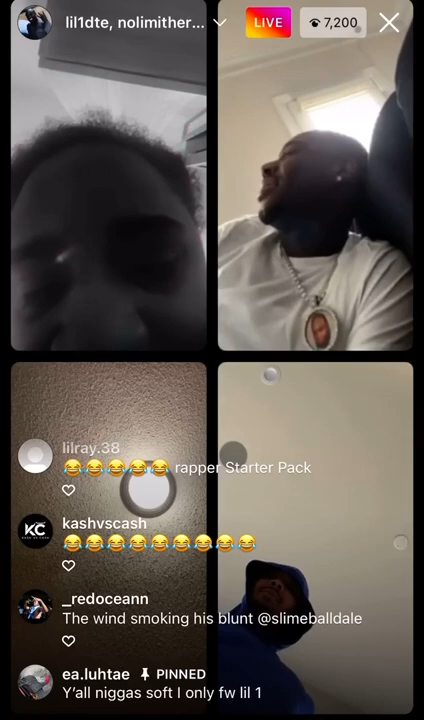 lil1dte, nolimither...
LIVE
7,200
lilray.38
😂😂😂😂😂 rapper Starter Pack
KC
kashvscash
😂😂😂😂😂😂😂😂😂
_redoceann
The wind smoking his blunt @slimeballdale
ea.luhtae PINNED
Y'all niggas soft I only fw lil 1